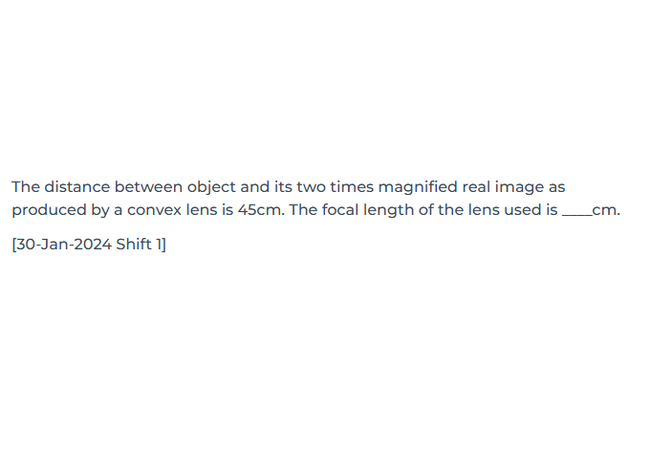 The distance between object and its two times magnified real image as
produced by a convex lens is 45cm. The focal length of the lens used is ____cm.
[30-Jan-2024 Shift 1]